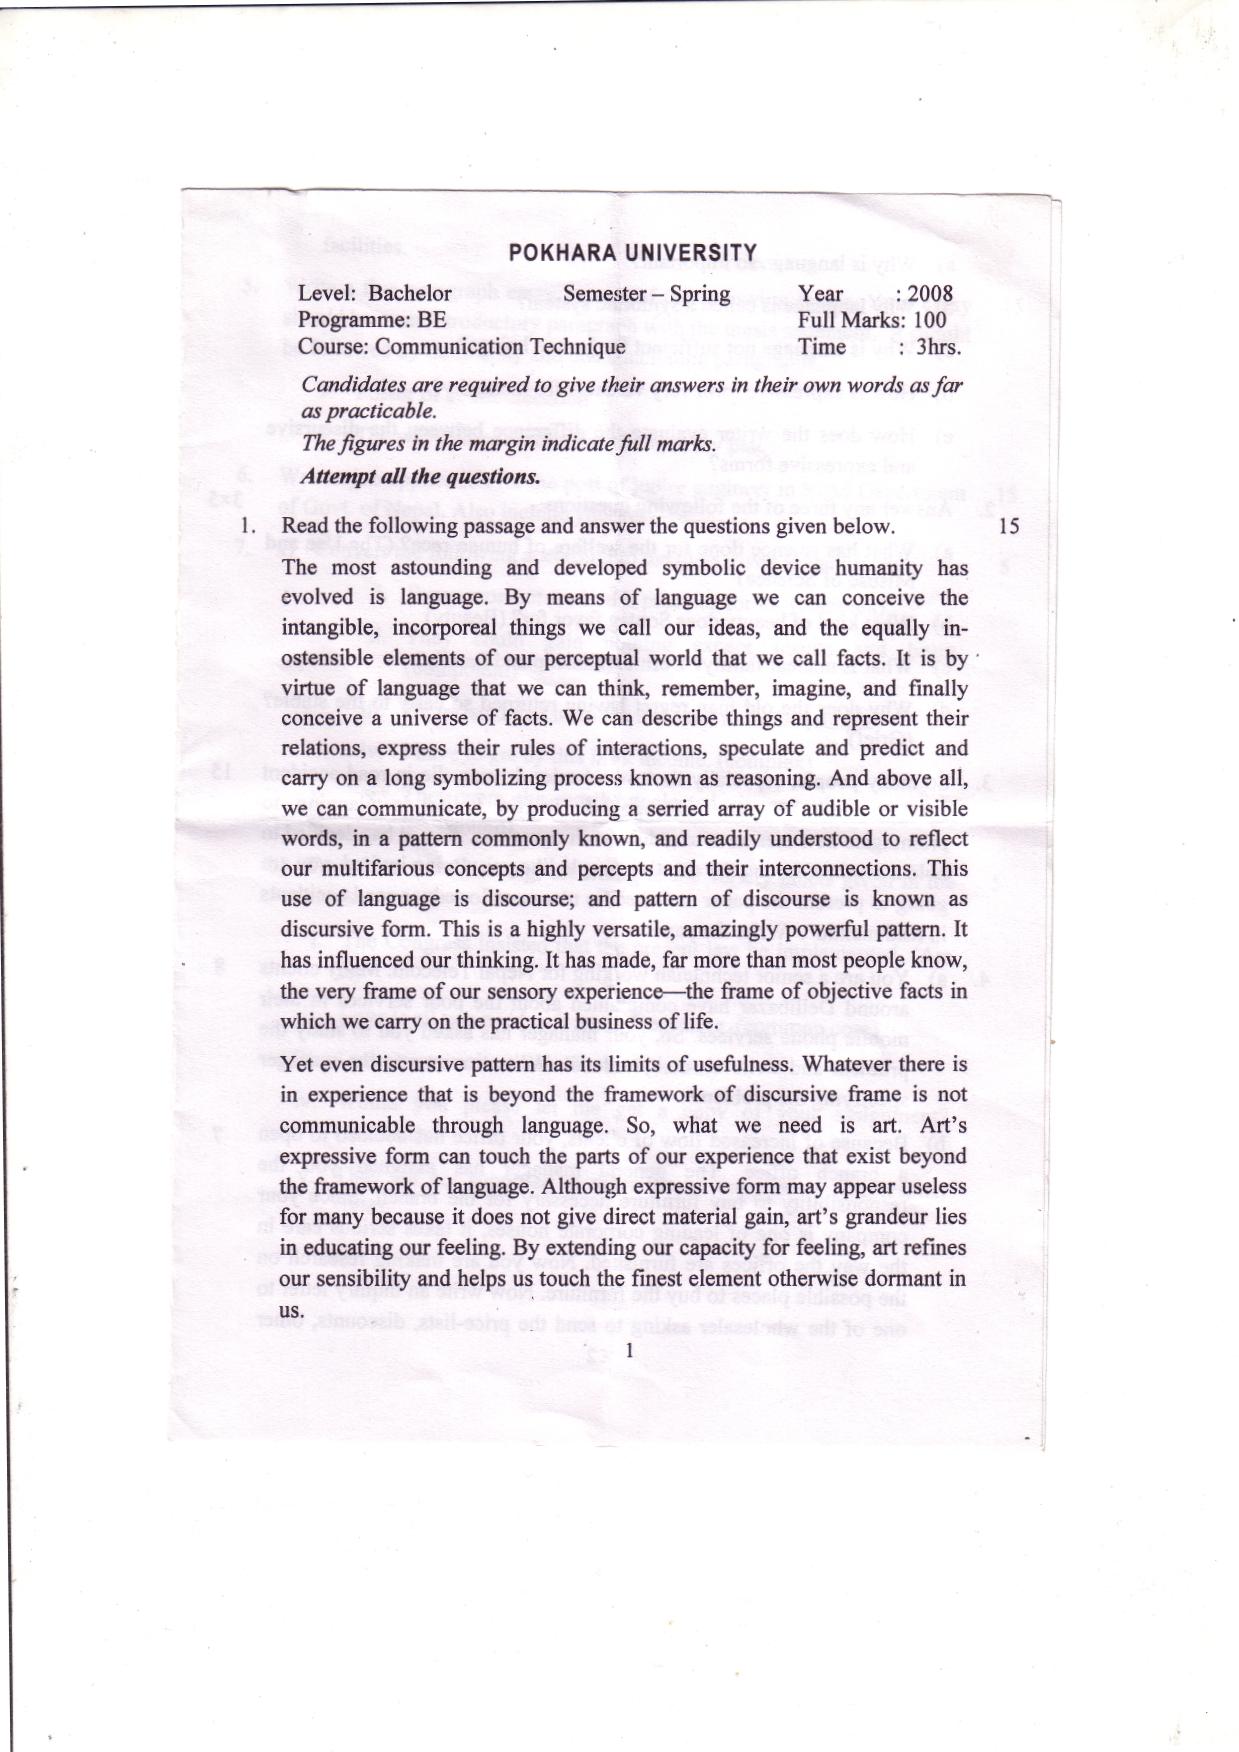 POKHARA UNIVERSITY
Level: Bachelor Semester – Spring Year : 2008
Programme: BE Full Marks: 100
Course: Communication Technique Time : 3hrs.
Candidates are required to give their answers in their own words as far
as practicable.
The figures in the margin indicate full marks.
Attempt all the questions.
1. Read the following passage and answer the questions given below. 15
The most astounding and developed symbolic device humanity has
evolved is language. By means of language we can conceive the
intangible, incorporeal things we call our ideas, and the equally in-
ostensible elements of our perceptual world that we call facts. It is by
virtue of language that we can think, remember, imagine, and finally
conceive a universe of facts. We can describe things and represent their
relations, express their rules of interactions, speculate and predict and
carry on a long symbolizing process known as reasoning. And above all,
we can communicate, by producing a serried array of audible or visible
words, in a pattern commonly known, and readily understood to reflect
our multifarious concepts and percepts and their interconnections. This
use of language is discourse; and pattern of discourse is known as
discursive form. This is a highly versatile, amazingly powerful pattern. It
has influenced our thinking. It has made, far more than most people know,
the very frame of our sensory experience—the frame of objective facts in
which we carry on the practical business of life.
Yet even discursive pattern has its limits of usefulness. Whatever there is
in experience that is beyond the framework of discursive frame is not
communicable through language. So, what we need is art. Art's
expressive form can touch the parts of our experience that exist beyond
the framework of language. Although expressive form may appear useless
for many because it does not give direct material gain, art's grandeur lies
in educating our feeling. By extending our capacity for feeling, art refines
our sensibility and helps us touch the finest element otherwise dormant in
us.
1